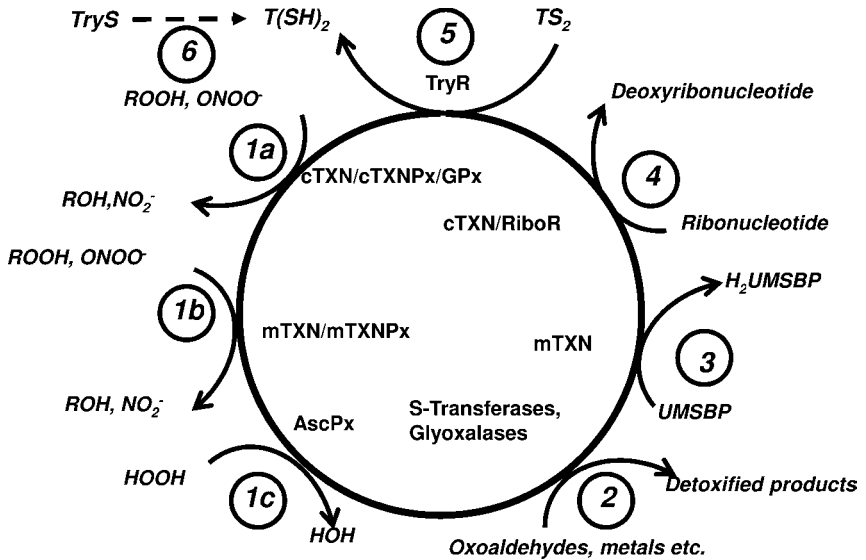 TryS
T(SH)₂
5
TS₂
6
TryR
ROOH, ONOO⁻
Deoxyribonucleotide
1a
cTXN/cTXNPx/GPx
4
ROH,NO₂⁻
cTXN/RiboR
Ribonucleotide
ROOH, ONOO⁻
H₂UMSBP
1b
mTXN/mTXNPx
mTXN
3
ROH, NO₂⁻
AscPx
S-Transferases,
Glyoxalases
UMSBP
HOOH
1c
2
Detoxified products
HOH
Oxoaldehydes, metals etc.